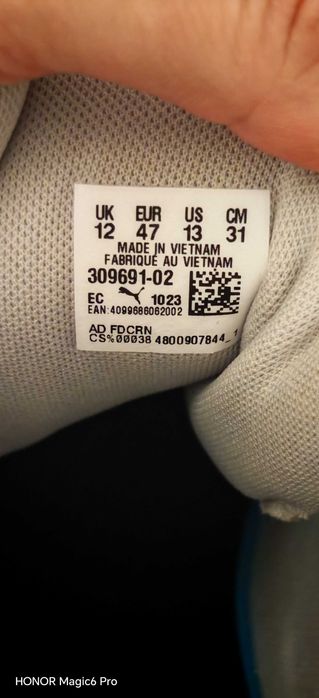 UK EUR US CM
12 47 13 31
MADE IN VIETNAM
FABRIQUÉ AU VIETNAM
309691-02
EC 1023
EAN:4099686062002
AD FDCRN
CS%00038 4800907844_1
HONOR Magic6 Pro